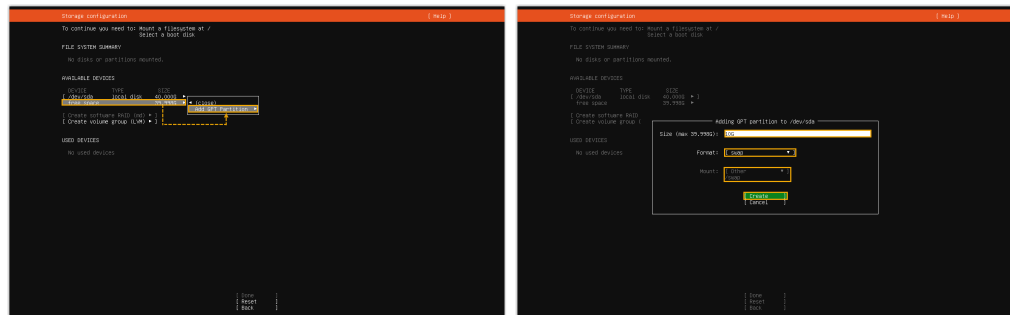 Storage configuration [ Help ]
To continue you need to: Mount a filesystem at /
Select a boot disk
FILE SYSTEM SUMMARY
No disks or partitions mounted.
AVAILABLE DEVICES
DEVICE TYPE SIZE
[ /dev/sda local disk 40.000G ▸
free space 39.998G ▸
◂ (close)
Add GPT Partition ▸
[ Create software RAID (md) ▸ ]
[ Create volume group (LVM) ▸ ]
USED DEVICES
No used devices
[ Done ]
[ Reset ]
[ Back ]
Storage configuration [ Help ]
To continue you need to: Mount a filesystem at /
Select a boot disk
FILE SYSTEM SUMMARY
No disks or partitions mounted.
AVAILABLE DEVICES
DEVICE TYPE SIZE
[ /dev/sda local disk 40.000G ▸ ]
free space 39.998G ▸
[ Create software RAID
[ Create volume group (
USED DEVICES
No used devices
Adding GPT partition to /dev/sda
Size (max 39.998G): 10G
Format: [ swap ▾ ]
Mount: [ Other ▾ ]
/swap
[ Create ]
[ Cancel ]
[ Done ]
[ Reset ]
[ Back ]